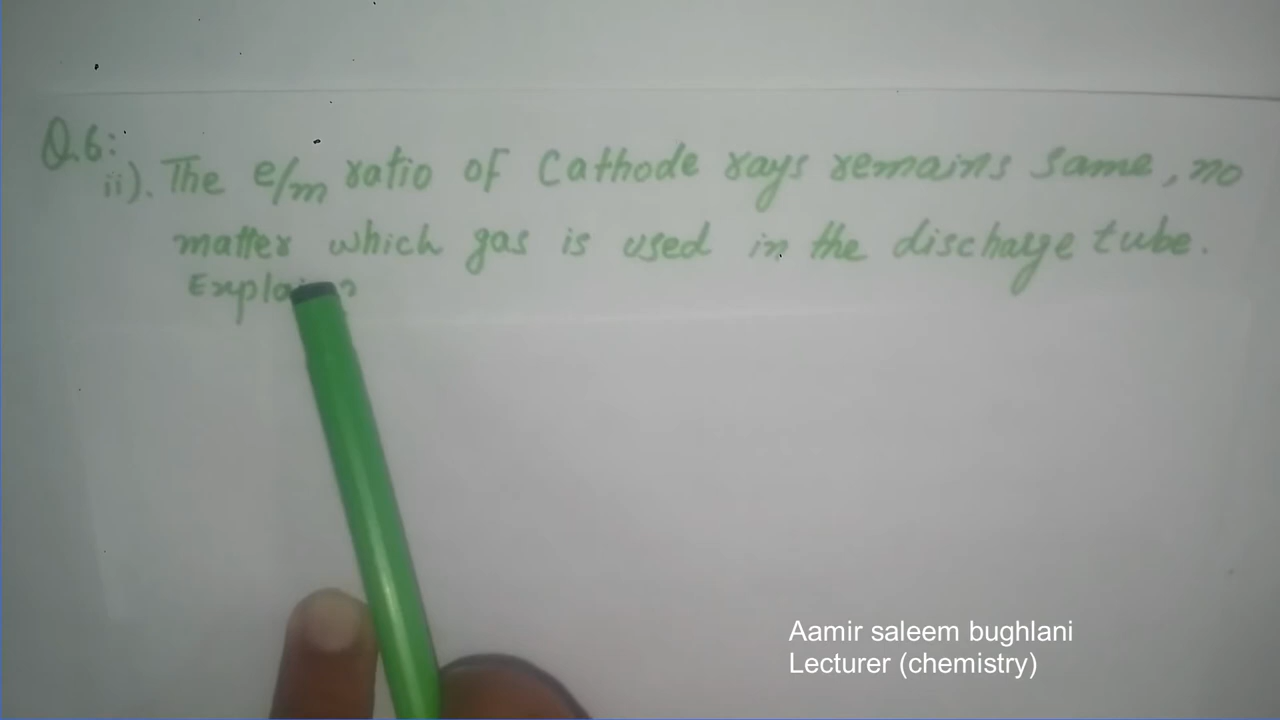 Q.6:
ii). The e/m ratio of Cathode rays remains same, no
matter which gas is used in the discharge tube.
Aamir saleem bughlani
Lecturer (chemistry)